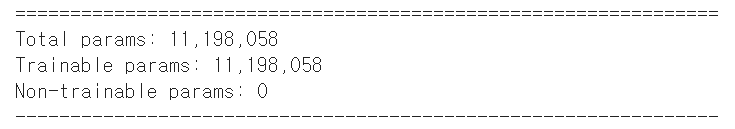 ================================================================
Total params: 11,198,058
Trainable params: 11,198,058
Non-trainable params: 0
----------------------------------------------------------------